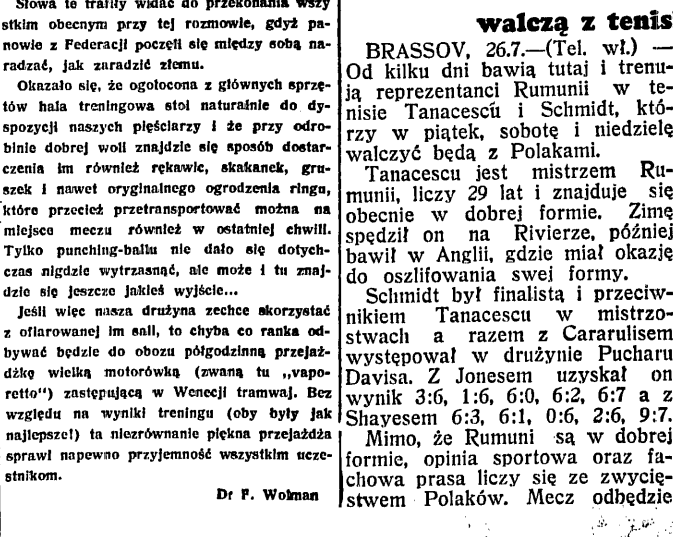 Słowa te trafiły widać do przekonania wszy
stkim obecnym przy tej rozmowie, gdyż pa-
nowie z Federacji poczęli się między sobą na-
radzać, jak zaradzić złemu.
Okazało się, że ogołocona z głównych sprzę-
tów hala treningowa stoi naturalnie do dy-
spozycji naszych pięściarzy i że przy odro-
binie dobrej woli znajdzie się sposób dostar-
czenia im również rękawic, skakanek, gru-
szek i nawet oryginalnego ogrodzenia ringu,
które przecież przetransportować można na
miejsce meczu również w ostatniej chwili.
Tylko punching-ballu nie dało się dotych-
czas nigdzie wytrzasnąć, ale może i tu znaj-
dzie się jeszcze jakieś wyjście...
Jeśli więc nasza drużyna zechce skorzystać
z ofiarowanej im sali, to chyba co ranka od-
bywać będzie do obozu półgodzinną przejaż-
dżkę wielką motorówką (zwaną tu „vapo-
retto") zastępującą w Wenecji tramwaj. Bez
względu na wyniki treningu (oby były jak
najlepsze!) ta niezrównanie piękna przejażdża
sprawi napewno przyjemność wszystkim ucze-
stnikom.
Dr F. Wolman
walczą z tenis
BRASSOV, 26.7.—(Tel. wł.) —
Od kilku dni bawią tutaj i trenu-
ją reprezentanci Rumunii w te-
nisie Tanacescu i Schmidt, któ-
rzy w piątek, sobotę i niedzielę
walczyć będą z Polakami.
Tanacescu jest mistrzem Ru-
munii, liczy 29 lat i znajduje się
obecnie w dobrej formie. Zimę
spędził on na Rivierze, później
bawił w Anglii, gdzie miał okazję
do oszlifowania swej formy.
Schmidt był finalistą i przeciw-
nikiem Tanacescu w mistrzo-
stwach a razem z Cararulisem
występował w drużynie Pucharu
Davisa. Z Jonesem uzyskał on
wynik 3:6, 1:6, 6:0, 6:2, 6:7 a z
Shayesem 6:3, 6:1, 0:6, 2:6, 9:7.
Mimo, że Rumuni są w dobrej
formie, opinia sportowa oraz fa-
chowa prasa liczy się ze zwycię-
stwem Polaków. Mecz odbędzie